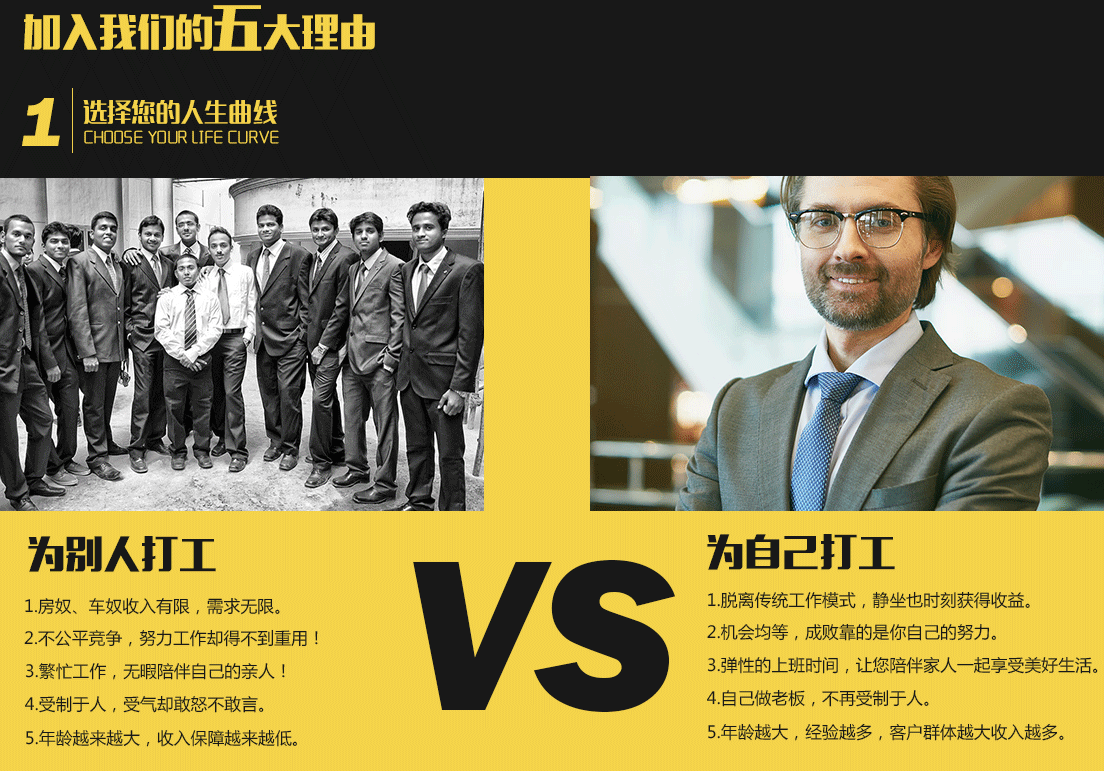 加入我们的五大理由
1
选择您的人生曲线
CHOOSE YOUR LIFE CURVE
为别人打工
1.房奴、车奴收入有限，需求无限。
2.不公平竞争，努力工作却得不到重用！
3.繁忙工作，无暇陪伴自己的亲人！
4.受制于人，受气却敢怒不敢言。
5.年龄越来越大，收入保障越来越低。
VS
为自己打工
1.脱离传统工作模式，静坐也时刻获得收益。
2.机会均等，成败靠的是你自己的努力。
3.弹性的上班时间，让您陪伴家人一起享受美好生活。
4.自己做老板，不再受制于人。
5.年龄越大，经验越多，客户群体越大收入越多。